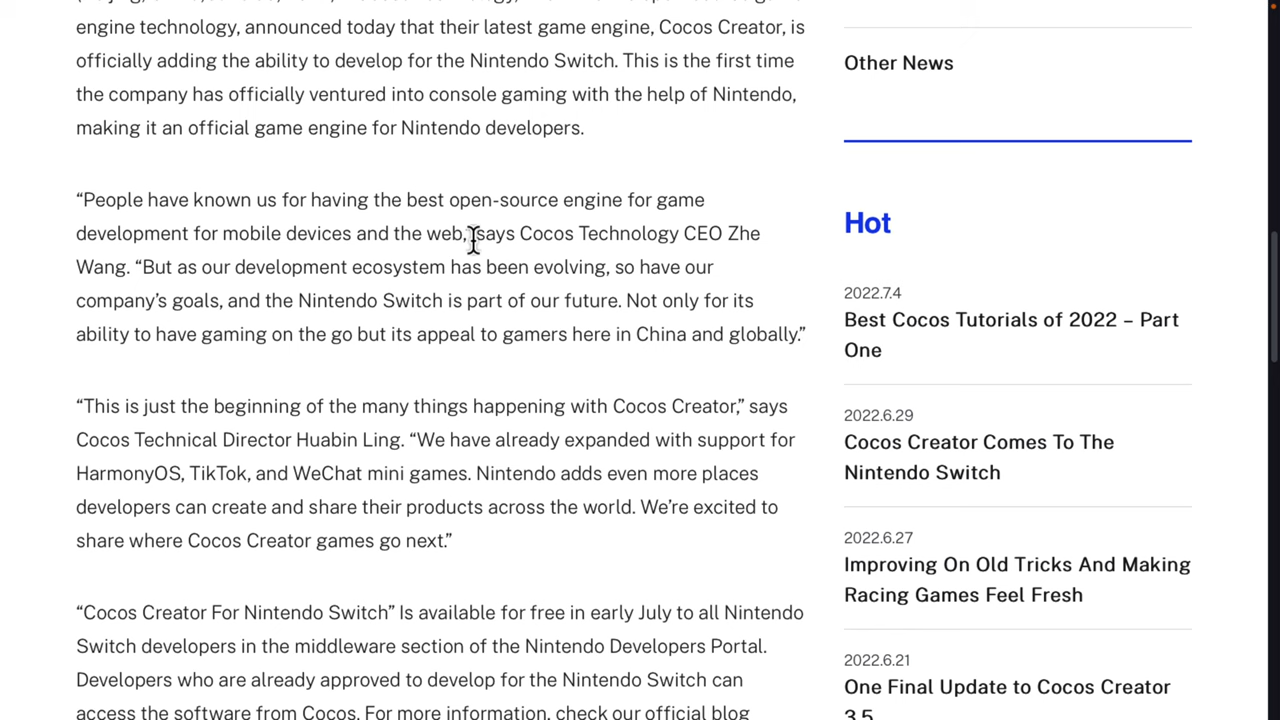 engine technology, announced today that their latest game engine, Cocos Creator, is
officially adding the ability to develop for the Nintendo Switch. This is the first time
the company has officially ventured into console gaming with the help of Nintendo,
making it an official game engine for Nintendo developers.
“People have known us for having the best open-source engine for game
development for mobile devices and the web,” says Cocos Technology CEO Zhe
Wang. “But as our development ecosystem has been evolving, so have our
company’s goals, and the Nintendo Switch is part of our future. Not only for its
ability to have gaming on the go but its appeal to gamers here in China and globally.”
“This is just the beginning of the many things happening with Cocos Creator,” says
Cocos Technical Director Huabin Ling. “We have already expanded with support for
HarmonyOS, TikTok, and WeChat mini games. Nintendo adds even more places
developers can create and share their products across the world. We’re excited to
share where Cocos Creator games go next.”
“Cocos Creator For Nintendo Switch” Is available for free in early July to all Nintendo
Switch developers in the middleware section of the Nintendo Developers Portal.
Developers who are already approved to develop for the Nintendo Switch can
access the software from Cocos. For more information, check our official blog
Other News
Hot
2022.7.4
Best Cocos Tutorials of 2022 – Part
One
2022.6.29
Cocos Creator Comes To The
Nintendo Switch
2022.6.27
Improving On Old Tricks And Making
Racing Games Feel Fresh
2022.6.21
One Final Update to Cocos Creator
3.5